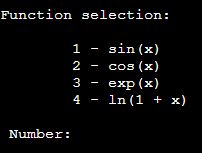 Function selection:
1 - sin(x)
2 - cos(x)
3 - exp(x)
4 - ln(1 + x)
Number: